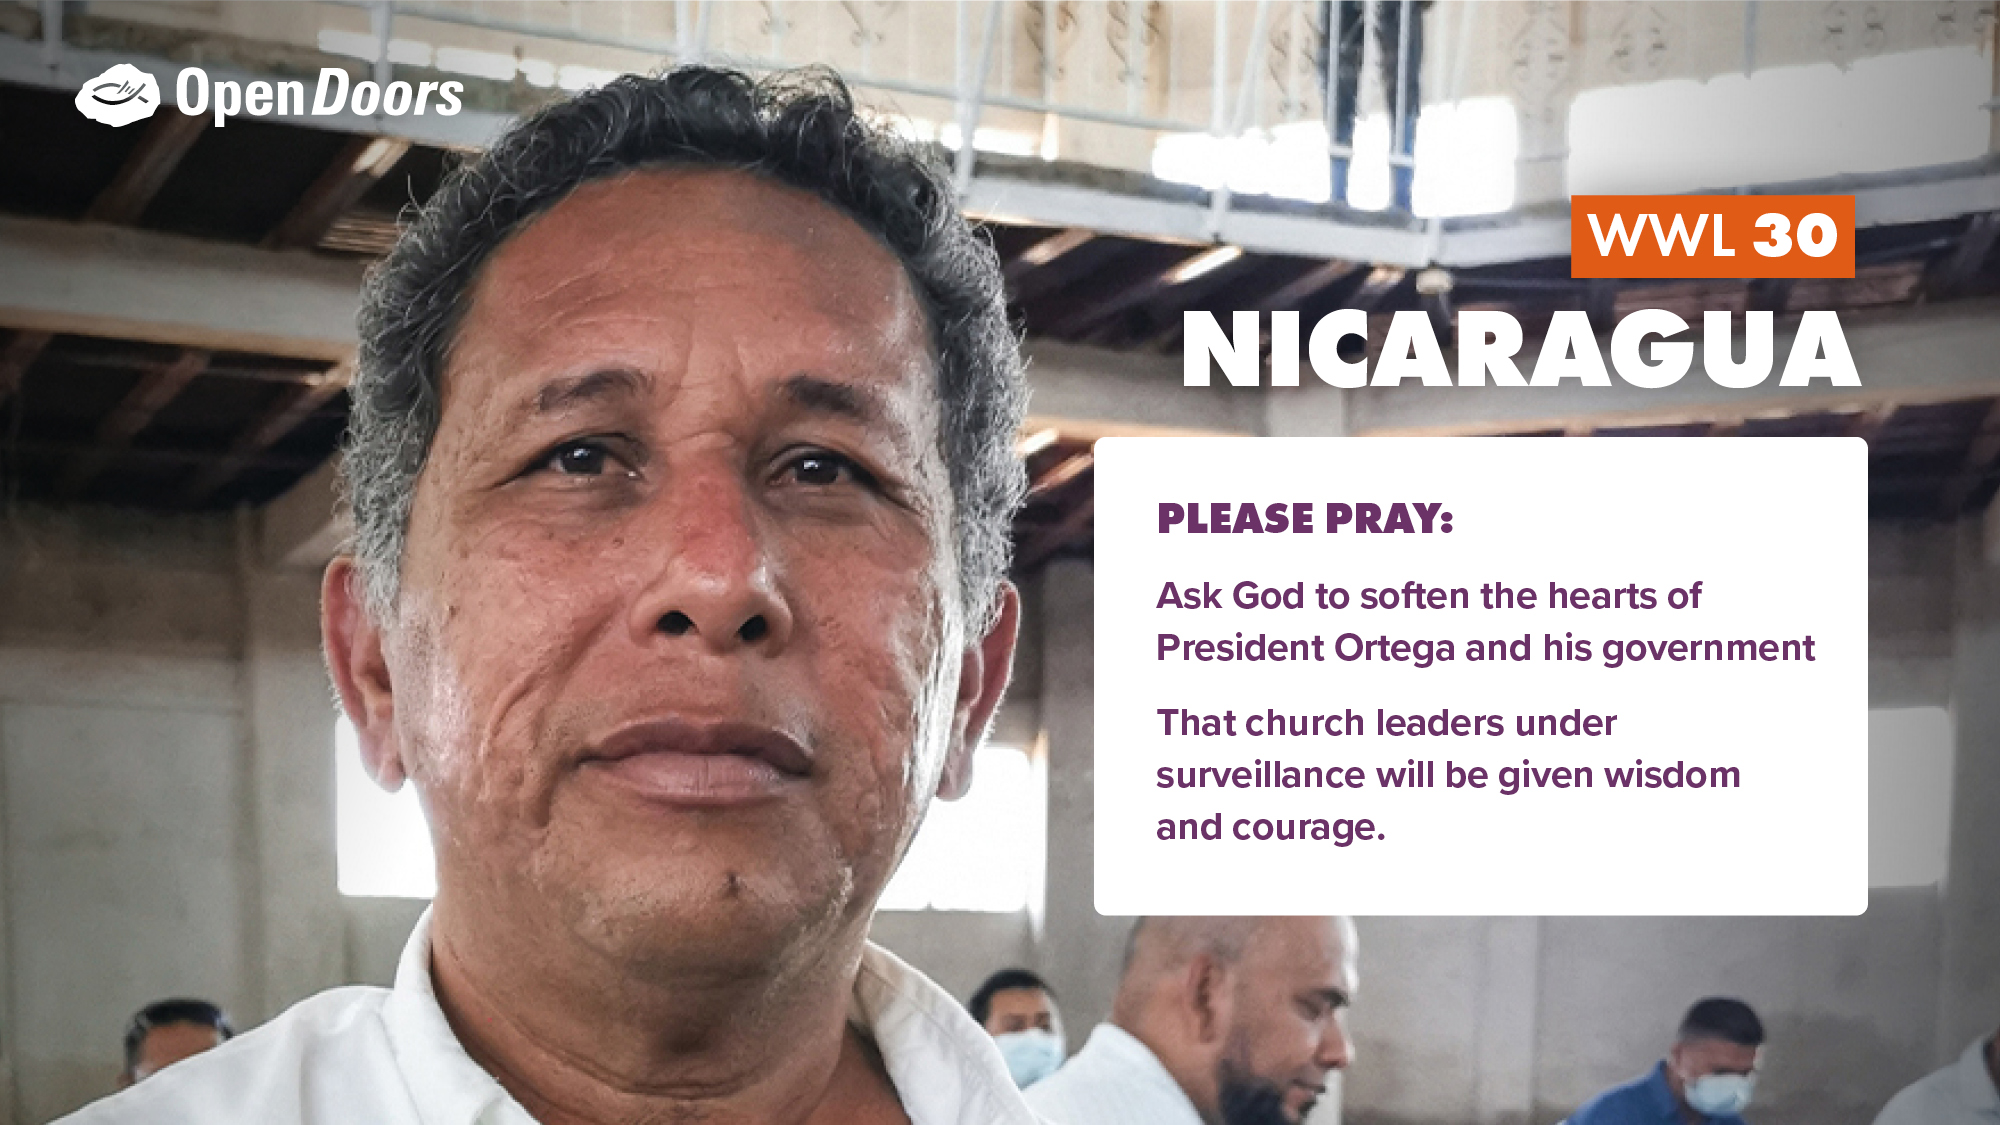 Open Doors
WWL 30
NICARAGUA
PLEASE PRAY:
Ask God to soften the hearts of
President Ortega and his government
That church leaders under
surveillance will be given wisdom
and courage.